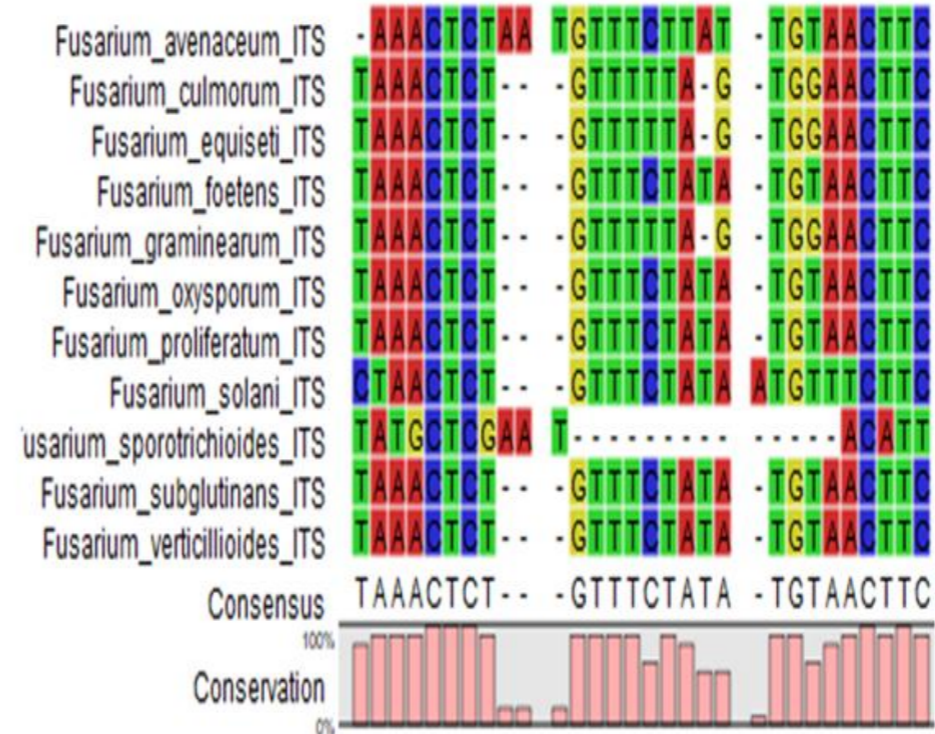 Fusarium_avenaceum_ITS -AAACTCTAA TGTTTCTTAT -TGTAACTTC
Fusarium_culmorum_ITS TAAACTCT-- -GTTTTTA-G -TGGAACTTC
Fusarium_equiseti_ITS TAAACTCT-- -GTTTTTA-G -TGGAACTTC
Fusarium_foetens_ITS TAAACTCT-- -GTTTCTATA -TGTAACTTC
Fusarium_graminearum_ITS TAAACTCT-- -GTTTTTA-G -TGGAACTTC
Fusarium_oxysporum_ITS TAAACTCT-- -GTTTCTATA -TGTAACTTC
Fusarium_proliferatum_ITS TAAACTCT-- -GTTTCTATA -TGTAACTTC
Fusarium_solani_ITS CTAACTCT-- -GTTTCTATA ATGTTTCTTC
usarium_sporotrichioides_ITS TATGCTCGAA T--------- -----ACATT
Fusarium_subglutinans_ITS TAAACTCT-- -GTTTCTATA -TGTAACTTC
Fusarium_verticillioides_ITS TAAACTCT-- -GTTTCTATA -TGTAACTTC
Consensus TAAACTCT-- -GTTTCTATA -TGTAACTTC
100%
Conservation
0%